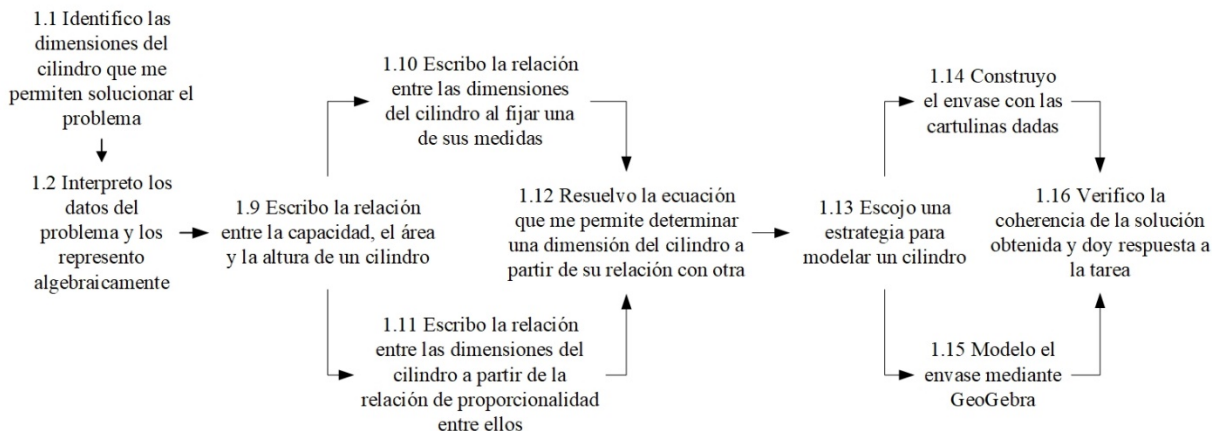 1.1 Identifico las
dimensiones del
cilindro que me
permiten solucionar el
problema
1.2 Interpreto los
datos del
problema y los
represento
algebraicamente
1.9 Escribo la relación
entre la capacidad, el área
y la altura de un cilindro
1.10 Escribo la relación
entre las dimensiones
del cilindro al fijar una
de sus medidas
1.11 Escribo la relación
entre las dimensiones del
cilindro a partir de la
relación de proporcionalidad
entre ellos
1.12 Resuelvo la ecuación
que me permite determinar
una dimensión del cilindro a
partir de su relación con otra
1.13 Escojo una
estrategia para
modelar un cilindro
1.14 Construyo
el envase con las
cartulinas dadas
1.15 Modelo el
envase mediante
GeoGebra
1.16 Verifico la
coherencia de la solución
obtenida y doy respuesta a
la tarea